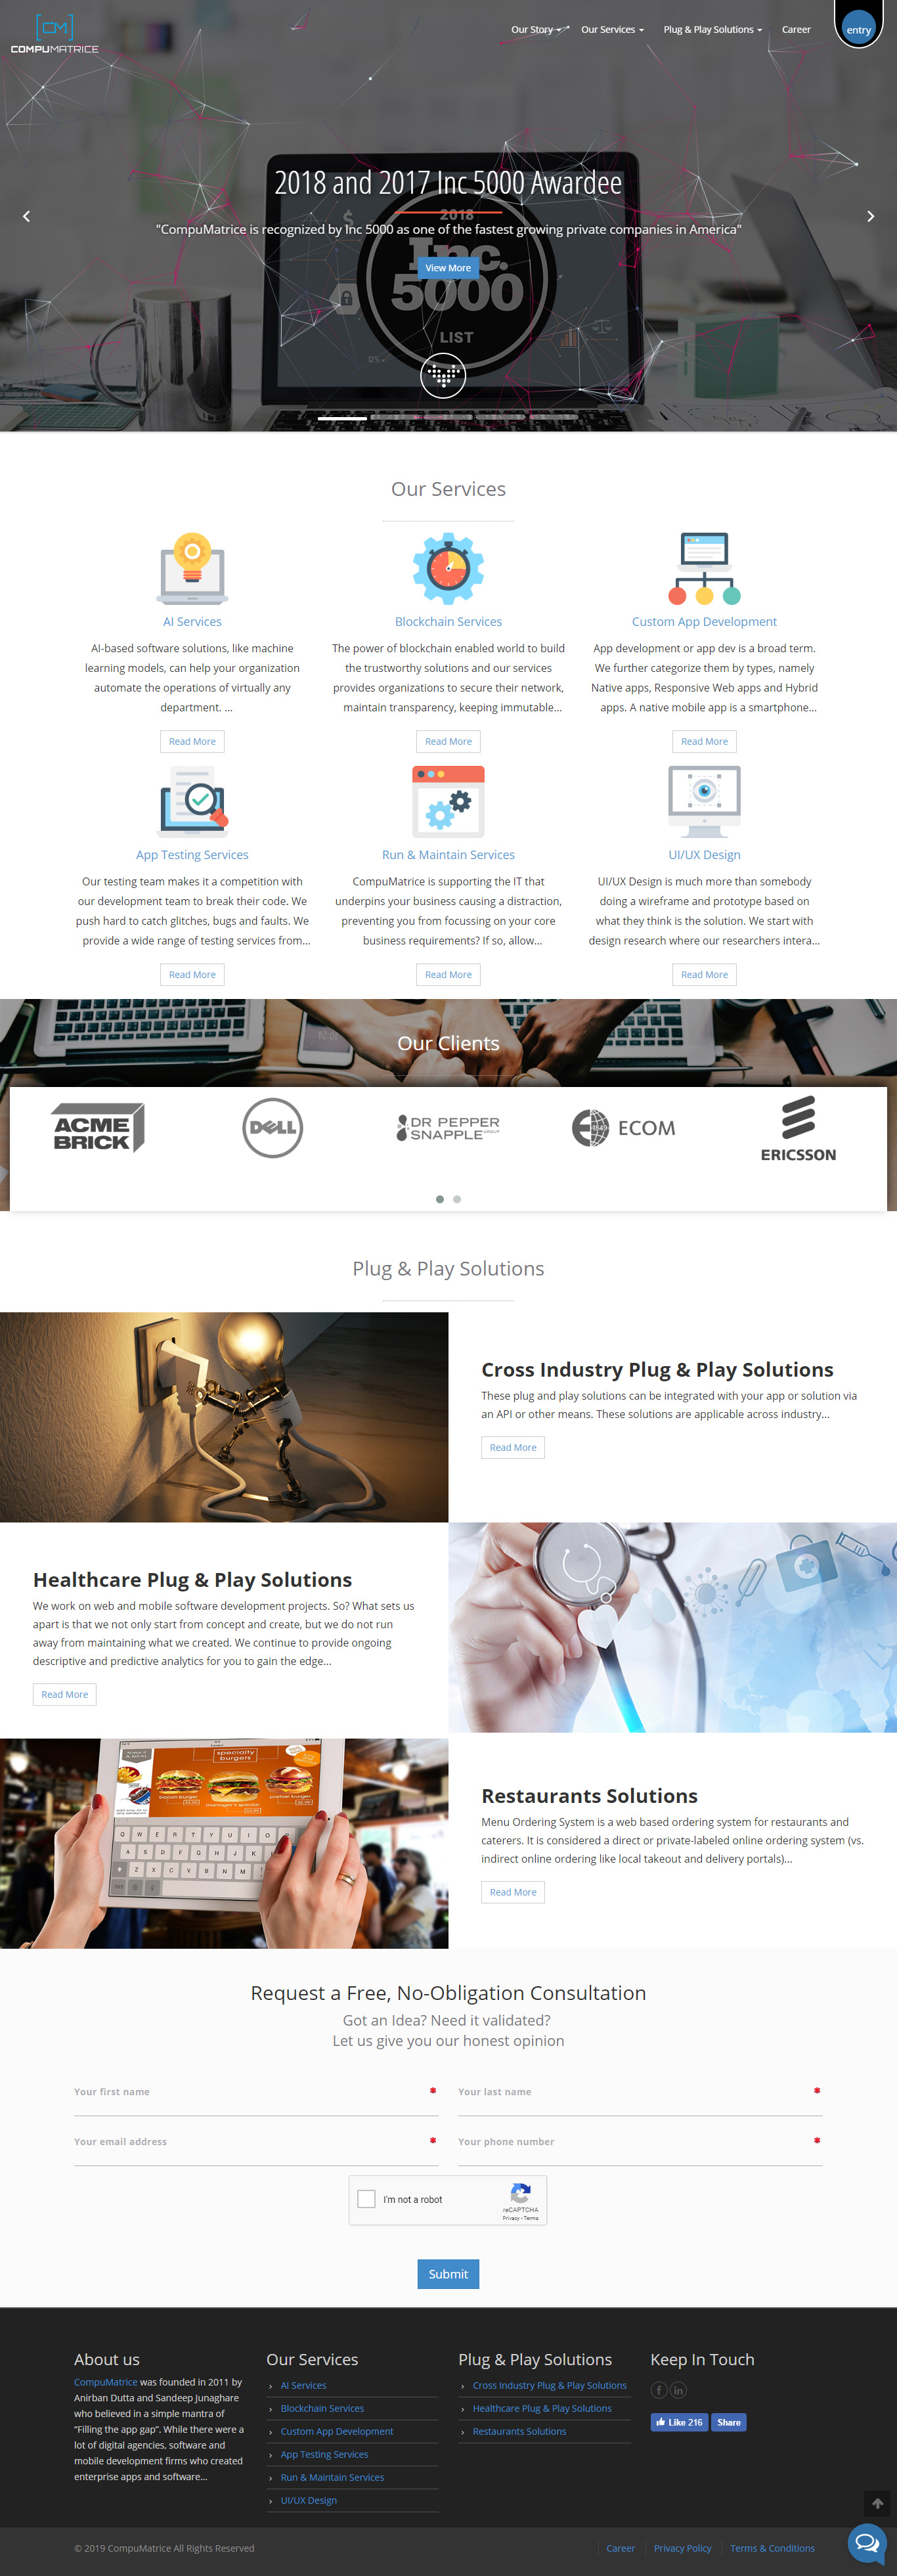 CM
COMPUMATRICE
Our Story
Our Services
Plug & Play Solutions
Career
entry
2018 and 2017 Inc 5000 Awardee
2018
"CompuMatrice is recognized by Inc 5000 as one of the fastest growing private companies in America"
View More
Inc.
5000
LIST
12%
Our Services
AI Services
AI-based software solutions, like machine
learning models, can help your organization
automate the operations of virtually any
department. ...
Read More
Blockchain Services
The power of blockchain enabled world to build
the trustworthy solutions and our services
provides organizations to secure their network,
maintain transparency, keeping immutable...
Read More
Custom App Development
App development or app dev is a broad term.
We further categorize them by types, namely
Native apps, Responsive Web apps and Hybrid
apps. A native mobile app is a smartphone...
Read More
App Testing Services
Our testing team makes it a competition with
our development team to break their code. We
push hard to catch glitches, bugs and faults. We
provide a wide range of testing services from...
Read More
Run & Maintain Services
CompuMatrice is supporting the IT that
underpins your business causing a distraction,
preventing you from focussing on your core
business requirements? If so, allow...
Read More
UI/UX Design
UI/UX Design is much more than somebody
doing a wireframe and prototype based on
what they think is the solution. We start with
design research where our researchers intera...
Read More
Our Clients
ACME
BRICK
DELL
DR PEPPER
SNAPPLE GROUP
ECOM
ERICSSON
Plug & Play Solutions
Cross Industry Plug & Play Solutions
These plug and play solutions can be integrated with your app or solution via
an API or other means. These solutions are applicable across industry...
Read More
Healthcare Plug & Play Solutions
We work on web and mobile software development projects. So? What sets us
apart is that we not only start from concept and create, but we do not run
away from maintaining what we created. We continue to provide ongoing
descriptive and predictive analytics for you to gain the edge...
Read More
specialty
burgers
bacon burger
manager's special
Q W E R T Y U I O
A S D F G H J K L
Z X C V B N M
Restaurants Solutions
Menu Ordering System is a web based ordering system for restaurants and
caterers. It is considered a direct or private-labeled online ordering system (vs.
indirect online ordering like local takeout and delivery portals)...
Read More
Request a Free, No-Obligation Consultation
Got an Idea? Need it validated?
Let us give you our honest opinion
Your first name *
Your last name *
Your email address *
Your phone number *
I'm not a robot
reCAPTCHA
Privacy - Terms
Submit
About us
CompuMatrice was founded in 2011 by
Anirban Dutta and Sandeep Junaghare
who believed in a simple mantra of
"Filling the app gap". While there were a
lot of digital agencies, software and
mobile development firms who created
enterprise apps and software...
Our Services
AI Services
Blockchain Services
Custom App Development
App Testing Services
Run & Maintain Services
UI/UX Design
Plug & Play Solutions
Cross Industry Plug & Play Solutions
Healthcare Plug & Play Solutions
Restaurants Solutions
Keep In Touch
f in
Like 216
Share
© 2019 CompuMatrice All Rights Reserved
Career
Privacy Policy
Terms & Conditions